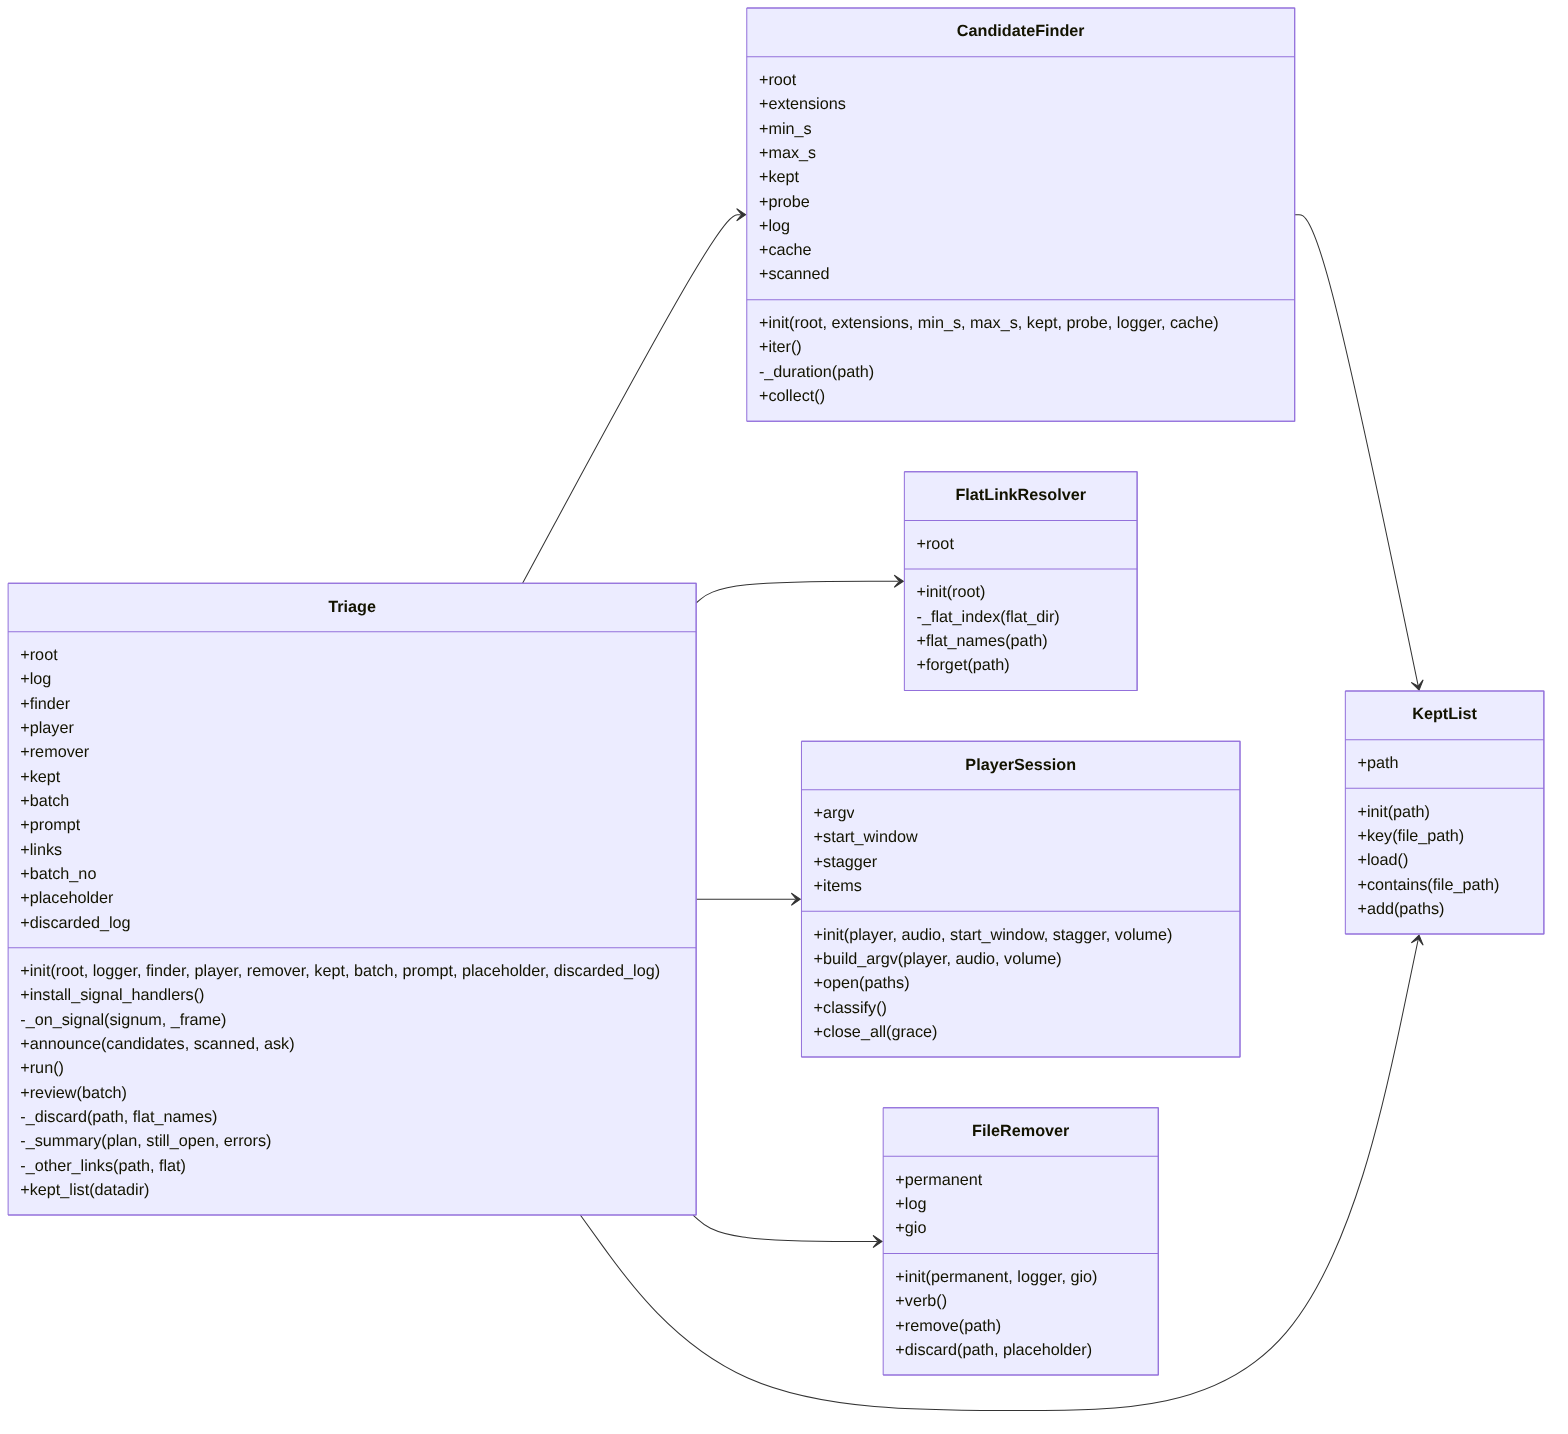 CandidateFinder
+root
+extensions
+min_s
+max_s
+kept
+probe
+log
+cache
+scanned
+init(root, extensions, min_s, max_s, kept, probe, logger, cache)
+iter()
-_duration(path)
+collect()
FlatLinkResolver
+root
+init(root)
-_flat_index(flat_dir)
+flat_names(path)
+forget(path)
Triage
+root
+log
+finder
+player
+remover
+kept
+batch
+prompt
+links
+batch_no
+placeholder
+discarded_log
+init(root, logger, finder, player, remover, kept, batch, prompt, placeholder, discarded_log)
+install_signal_handlers()
-_on_signal(signum, _frame)
+announce(candidates, scanned, ask)
+run()
+review(batch)
-_discard(path, flat_names)
-_summary(plan, still_open, errors)
-_other_links(path, flat)
+kept_list(datadir)
PlayerSession
+argv
+start_window
+stagger
+items
+init(player, audio, start_window, stagger, volume)
+build_argv(player, audio, volume)
+open(paths)
+classify()
+close_all(grace)
KeptList
+path
+init(path)
+key(file_path)
+load()
+contains(file_path)
+add(paths)
FileRemover
+permanent
+log
+gio
+init(permanent, logger, gio)
+verb()
+remove(path)
+discard(path, placeholder)